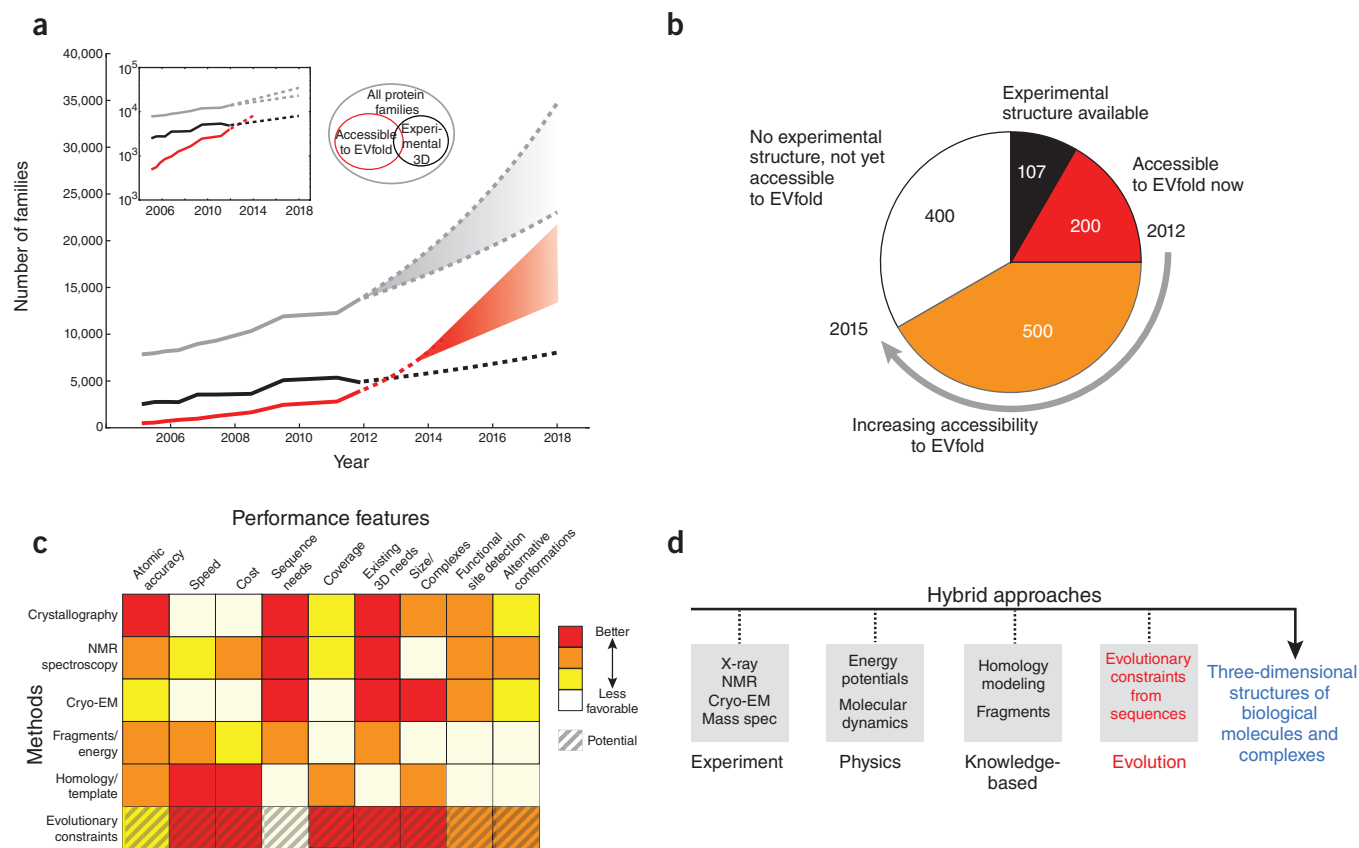 a
40,000
35,000
30,000
25,000
20,000
15,000
10,000
5,000
0
Number of families
2006 2008 2010 2012 2014 2016 2018
Year
10^5
10^4
10^3
10^3
2006 2010 2014 2018
All protein
families
Accessible
to EVfold
Experi-
mental
3D
b
Experimental
structure available
No experimental
structure, not yet
accessible
to EVfold
Accessible
to EVfold now
107
200
400
500
2012
2015
Increasing accessibility
to EVfold
c
Performance features
Atomic
accuracy
Speed
Cost
Sequence
needs
Coverage
Existing
3D needs
Size/
Complexes
Functional
site detection
Alternative
conformations
Methods
Crystallography
NMR
spectroscopy
Cryo-EM
Fragments/
energy
Homology/
template
Evolutionary
constraints
Better
Less
favorable
Potential
d
Hybrid approaches
X-ray
NMR
Cryo-EM
Mass spec
Experiment
Energy
potentials
Molecular
dynamics
Physics
Homology
modeling
Fragments
Knowledge-
based
Evolutionary
constraints
from
sequences
Evolution
Three-dimensional
structures of
biological
molecules and
complexes